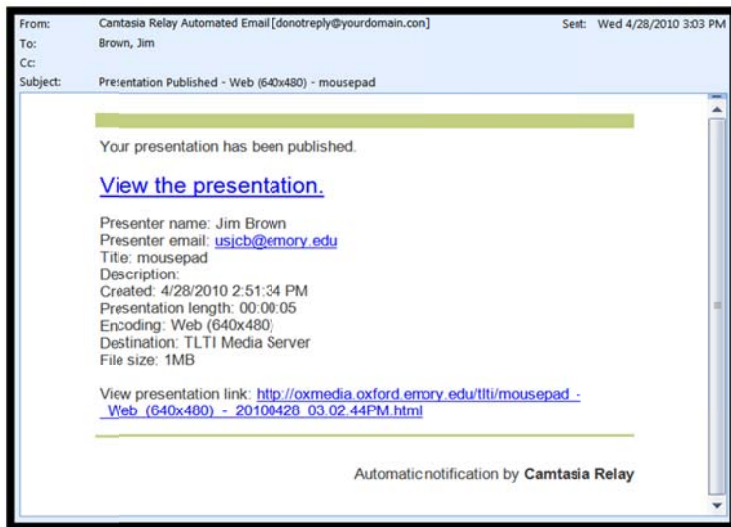 From: Camtasia Relay Automated Email [donotreply@yourdomain.con] Sent: Wed 4/28/2010 3:03 PM
To: Brown, Jim
Cc:
Subject: Presentation Published - Web (640x480) - mousepad
Your presentation has been published.
View the presentation.
Presenter name: Jim Brown
Presenter email: usjcb@emory.edu
Title: mousepad
Description:
Created: 4/28/2010 2:51:34 PM
Presentation length: 00:00:05
Encoding: Web (640x480)
Destination: TLTI Media Server
File size: 1MB
View presentation link: http://oxmedia.oxford.emory.edu/tlti/mousepad_-
_Web_(640x480)_-_20100428_03.02.44PM.html
Automatic notification by Camtasia Relay